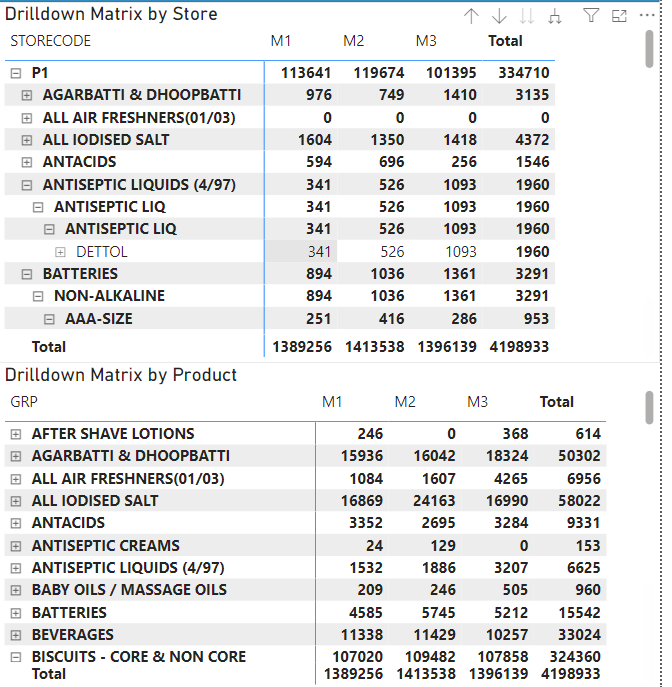 Drilldown Matrix by Store
STORECODE M1 M2 M3 Total
P1 113641 119674 101395 334710
AGARBATTI & DHOOPBATTI 976 749 1410 3135
ALL AIR FRESHNERS(01/03) 0 0 0 0
ALL IODISED SALT 1604 1350 1418 4372
ANTACIDS 594 696 256 1546
ANTISEPTIC LIQUIDS (4/97) 341 526 1093 1960
ANTISEPTIC LIQ 341 526 1093 1960
ANTISEPTIC LIQ 341 526 1093 1960
DETTOL 341 526 1093 1960
BATTERIES 894 1036 1361 3291
NON-ALKALINE 894 1036 1361 3291
AAA-SIZE 251 416 286 953
Total 1389256 1413538 1396139 4198933
Drilldown Matrix by Product
GRP M1 M2 M3 Total
AFTER SHAVE LOTIONS 246 0 368 614
AGARBATTI & DHOOPBATTI 15936 16042 18324 50302
ALL AIR FRESHNERS(01/03) 1084 1607 4265 6956
ALL IODISED SALT 16869 24163 16990 58022
ANTACIDS 3352 2695 3284 9331
ANTISEPTIC CREAMS 24 129 0 153
ANTISEPTIC LIQUIDS (4/97) 1532 1886 3207 6625
BABY OILS / MASSAGE OILS 209 246 505 960
BATTERIES 4585 5745 5212 15542
BEVERAGES 11338 11429 10257 33024
BISCUITS - CORE & NON CORE 107020 109482 107858 324360
Total 1389256 1413538 1396139 4198933